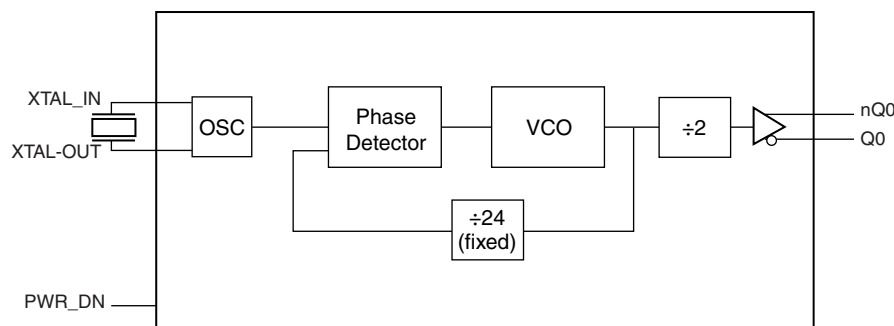 XTAL_IN
XTAL-OUT
OSC
Phase
Detector
VCO
÷2
nQ0
Q0
÷24
(fixed)
PWR_DN